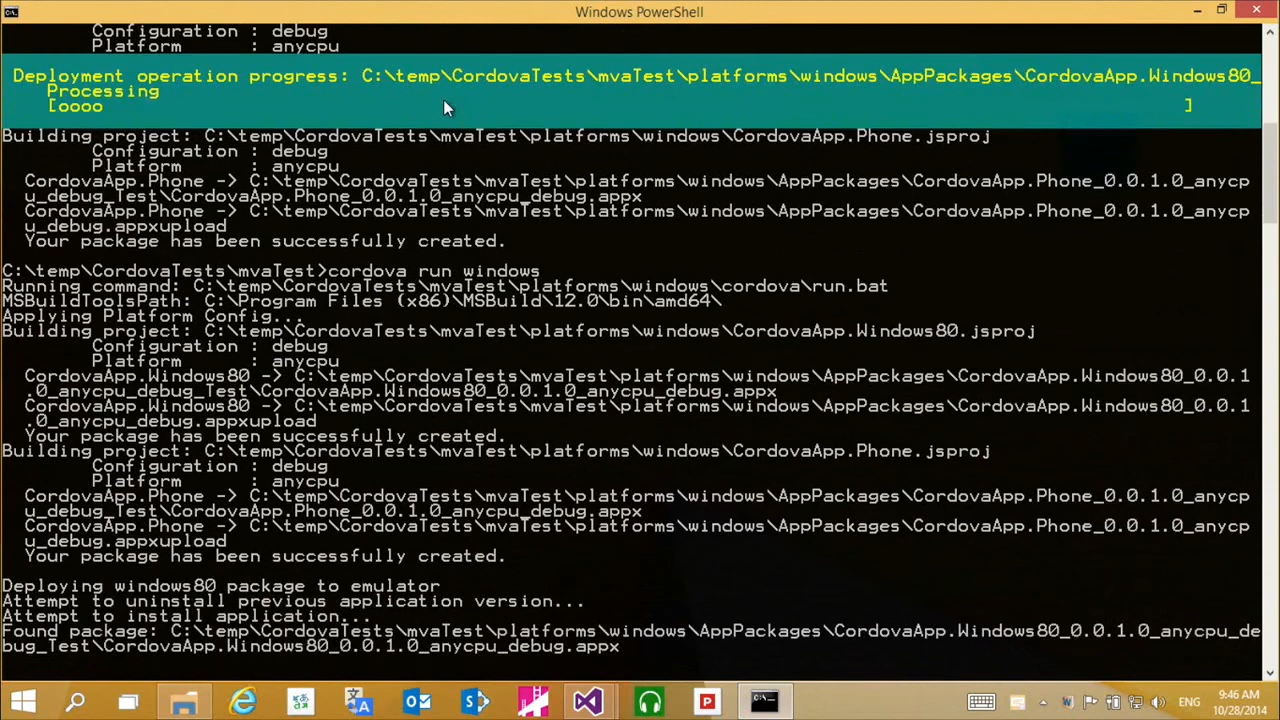 Windows PowerShell
Configuration : debug
Platform : anycpu
Deployment operation progress: C:\temp\CordovaTests\mvaTest\platforms\windows\AppPackages\CordovaApp.Windows80_
Processing
[oooo ]
Building project: C:\temp\CordovaTests\mvaTest\platforms\windows\CordovaApp.Phone.jsproj
Configuration : debug
Platform : anycpu
CordovaApp.Phone -> C:\temp\CordovaTests\mvaTest\platforms\windows\AppPackages\CordovaApp.Phone_0.0.1.0_anycp
u_debug_Test\CordovaApp.Phone_0.0.1.0_anycpu_debug.appx
CordovaApp.Phone -> C:\temp\CordovaTests\mvaTest\platforms\windows\AppPackages\CordovaApp.Phone_0.0.1.0_anycp
u_debug.appxupload
Your package has been successfully created.
C:\temp\CordovaTests\mvaTest>cordova run windows
Running command: C:\temp\CordovaTests\mvaTest\platforms\windows\cordova\run.bat
MSBuildToolsPath: C:\Program Files (x86)\MSBuild\12.0\bin\amd64\
Applying Platform Config...
Building project: C:\temp\CordovaTests\mvaTest\platforms\windows\CordovaApp.Windows80.jsproj
Configuration : debug
Platform : anycpu
CordovaApp.Windows80 -> C:\temp\CordovaTests\mvaTest\platforms\windows\AppPackages\CordovaApp.Windows80_0.0.1
.0_anycpu_debug_Test\CordovaApp.Windows80_0.0.1.0_anycpu_debug.appx
CordovaApp.Windows80 -> C:\temp\CordovaTests\mvaTest\platforms\windows\AppPackages\CordovaApp.Windows80_0.0.1
.0_anycpu_debug.appxupload
Your package has been successfully created.
Building project: C:\temp\CordovaTests\mvaTest\platforms\windows\CordovaApp.Phone.jsproj
Configuration : debug
Platform : anycpu
CordovaApp.Phone -> C:\temp\CordovaTests\mvaTest\platforms\windows\AppPackages\CordovaApp.Phone_0.0.1.0_anycp
u_debug_Test\CordovaApp.Phone_0.0.1.0_anycpu_debug.appx
CordovaApp.Phone -> C:\temp\CordovaTests\mvaTest\platforms\windows\AppPackages\CordovaApp.Phone_0.0.1.0_anycp
u_debug.appxupload
Your package has been successfully created.
Deploying windows80 package to emulator
Attempt to uninstall previous application version...
Attempt to install application...
Found package: C:\temp\CordovaTests\mvaTest\platforms\windows\AppPackages\CordovaApp.Windows80_0.0.1.0_anycpu_de
bug_Test\CordovaApp.Windows80_0.0.1.0_anycpu_debug.appx
ENG
9:46 AM
10/28/2014